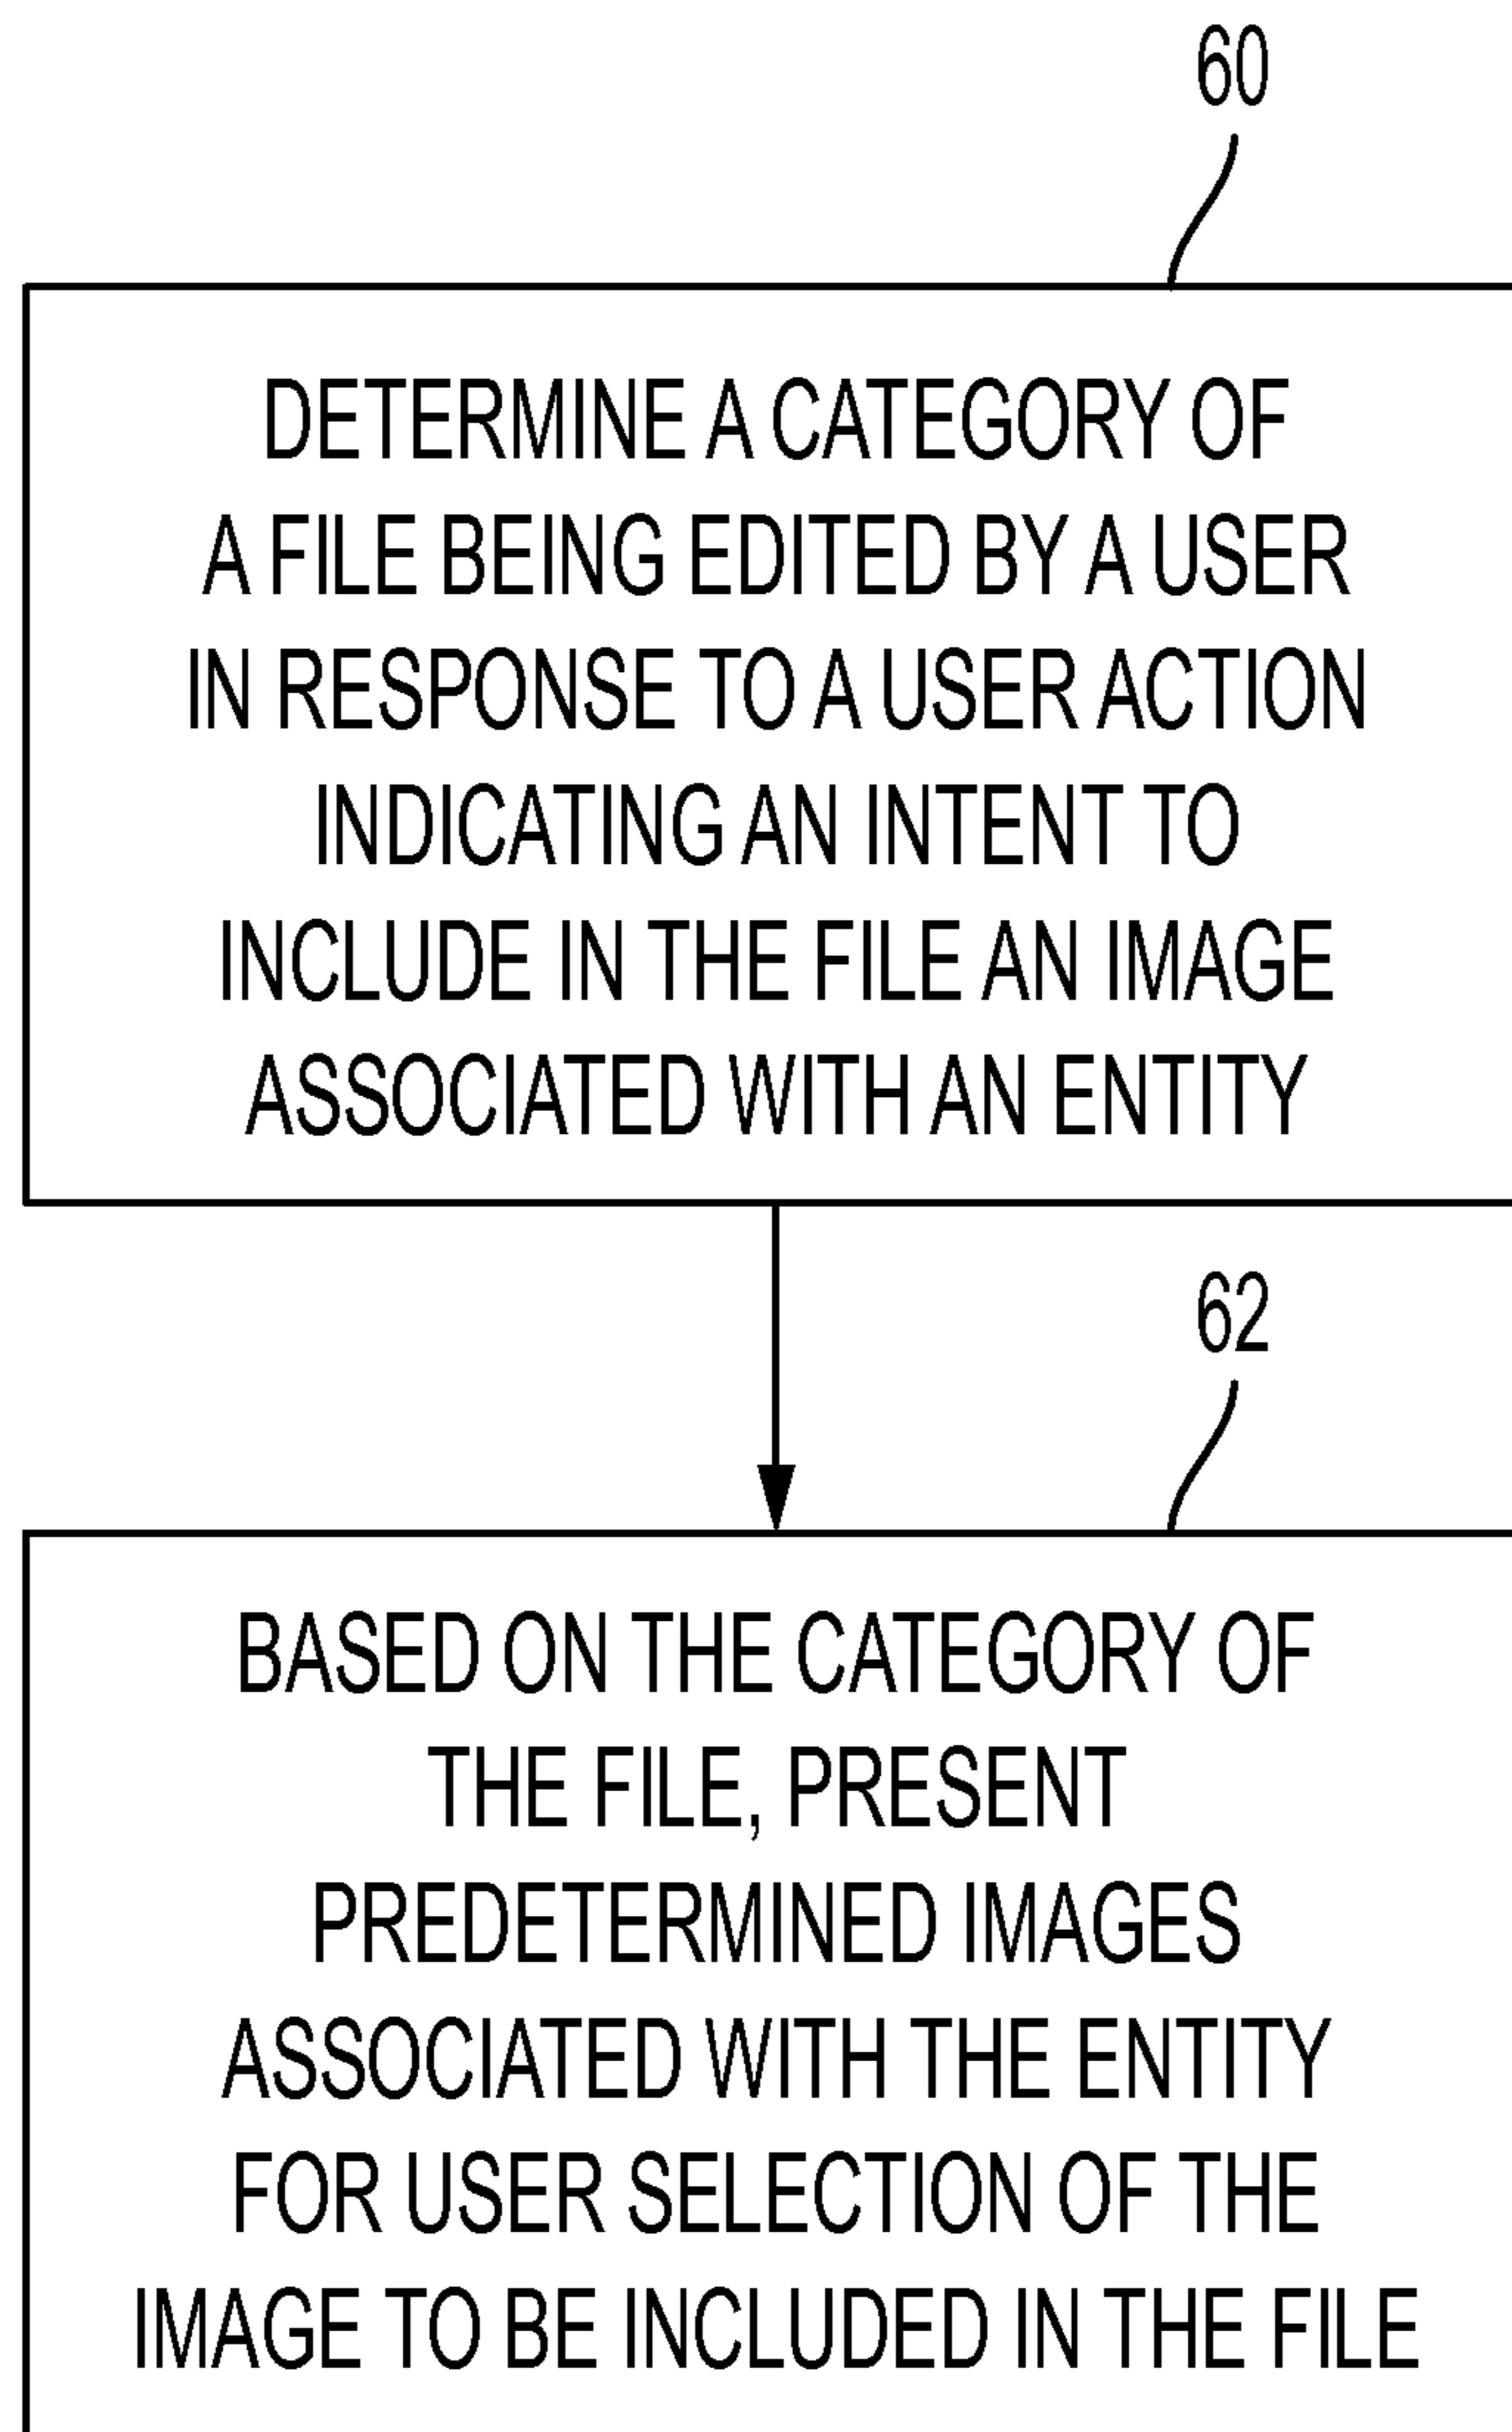 60
DETERMINE A CATEGORY OF
A FILE BEING EDITED BY A USER
IN RESPONSE TO A USER ACTION
INDICATING AN INTENT TO
INCLUDE IN THE FILE AN IMAGE
ASSOCIATED WITH AN ENTITY
62
BASED ON THE CATEGORY OF
THE FILE, PRESENT
PREDETERMINED IMAGES
ASSOCIATED WITH THE ENTITY
FOR USER SELECTION OF THE
IMAGE TO BE INCLUDED IN THE FILE